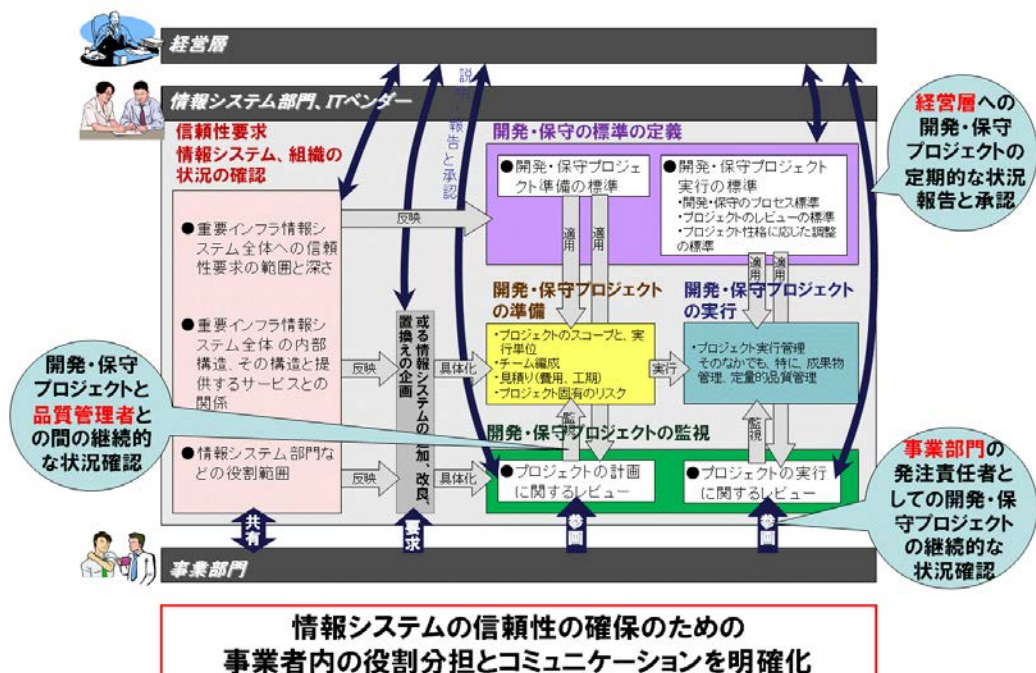 経営層
情報システム部門、ITベンダー
信頼性要求
情報システム、組織の
状況の確認
●重要インフラ情報シ
ステム全体への信頼
性要求の範囲と深さ
●重要インフラ情報シ
ステム全体の内部
構造、その構造と提
供するサービスとの
関係
●情報システム部門な
どの役割範囲
反映
反映
反映
説明・報告と承認
或る情報システムの追加、改良、
置換えの企画
具体化
具体化
開発・保守の標準の定義
●開発・保守プロジェ
クト準備の標準
●開発・保守プロジェクト
実行の標準
・開発・保守のプロセス標準
・プロジェクトのレビューの標準
・プロジェクト性格に応じた調整
の標準
適用
適用
適用
適用
開発・保守プロジェクト
の準備
・プロジェクトのスコープと、実
行単位
・チーム編成
・見積り(費用、工期)
・プロジェクト固有のリスク
実行
開発・保守プロジェクト
の実行
・プロジェクト実行管理
そのなかでも、特に、成果物
管理、定量的品質管理
監視
監視
開発・保守プロジェクトの監視
●プロジェクトの計画
に関するレビュー
●プロジェクトの実行
に関するレビュー
共有
要求
参画
参画
事業部門
経営層への
開発・保守
プロジェクトの
定期的な状況
報告と承認
開発・保守
プロジェクトと
品質管理者と
の間の継続的
な状況確認
事業部門の
発注責任者と
しての開発・保
守プロジェクト
の継続的な
状況確認
情報システムの信頼性の確保のための
事業者内の役割分担とコミュニケーションを明確化